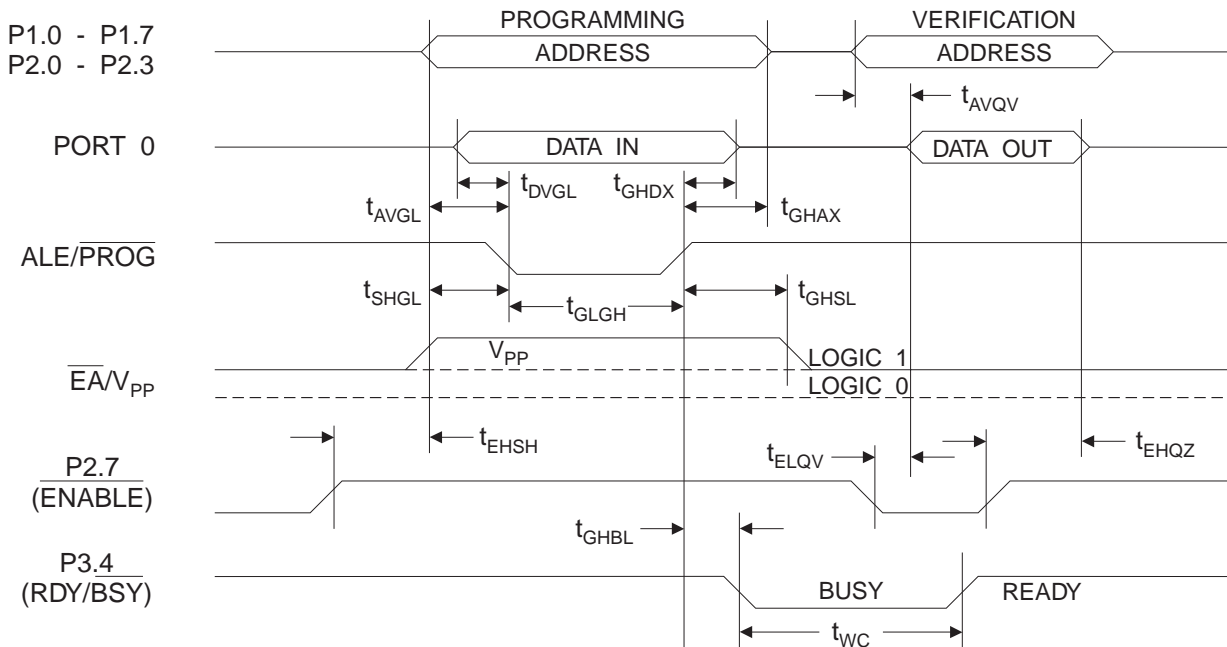 PROGRAMMING
VERIFICATION
P1.0 - P1.7
P2.0 - P2.3
ADDRESS
ADDRESS
tAVQV
PORT 0
DATA IN
DATA OUT
tDVGL
tGHDX
tAVGL
tGHAX
ALE/PROG
tSHGL
tGLGH
tGHSL
VPP
LOGIC 1
EA/VPP
LOGIC 0
tEHSH
tELQV
tEHQZ
P2.7
(ENABLE)
tGHBL
P3.4
(RDY/BSY)
BUSY
READY
tWC